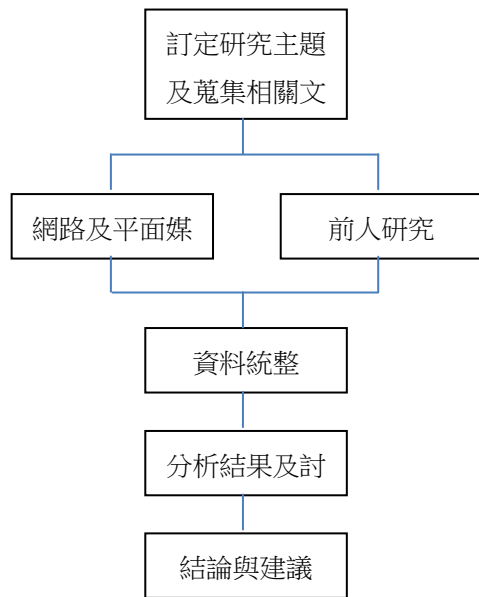 訂定研究主題
及蒐集相關文
網路及平面媒
前人研究
資料統整
分析結果及討
結論與建議